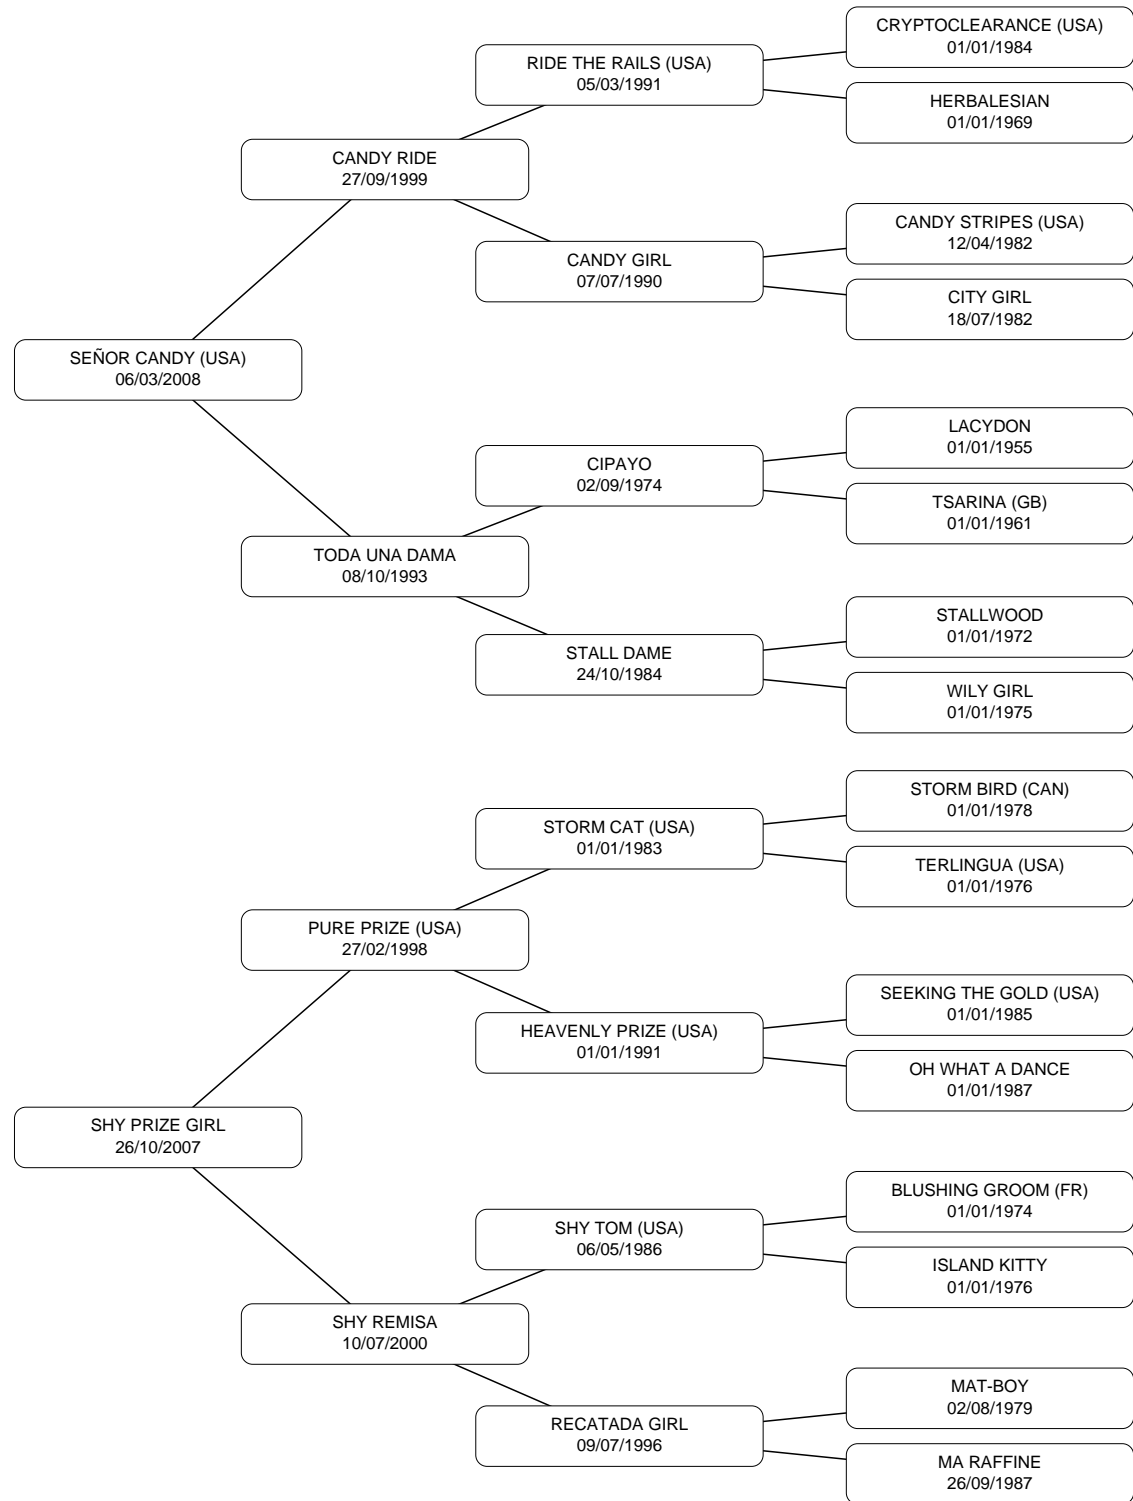 CRYPTOCLEARANCE (USA)
01/01/1984
RIDE THE RAILS (USA)
05/03/1991
HERBALESIAN
01/01/1969
CANDY RIDE
27/09/1999
CANDY STRIPES (USA)
12/04/1982
CANDY GIRL
07/07/1990
CITY GIRL
18/07/1982
SEÑOR CANDY (USA)
06/03/2008
LACYDON
01/01/1955
CIPAYO
02/09/1974
TSARINA (GB)
01/01/1961
TODA UNA DAMA
08/10/1993
STALLWOOD
01/01/1972
STALL DAME
24/10/1984
WILY GIRL
01/01/1975
STORM BIRD (CAN)
01/01/1978
STORM CAT (USA)
01/01/1983
TERLINGUA (USA)
01/01/1976
PURE PRIZE (USA)
27/02/1998
SEEKING THE GOLD (USA)
01/01/1985
HEAVENLY PRIZE (USA)
01/01/1991
OH WHAT A DANCE
01/01/1987
SHY PRIZE GIRL
26/10/2007
BLUSHING GROOM (FR)
01/01/1974
SHY TOM (USA)
06/05/1986
ISLAND KITTY
01/01/1976
SHY REMISA
10/07/2000
MAT-BOY
02/08/1979
RECATADA GIRL
09/07/1996
MA RAFFINE
26/09/1987